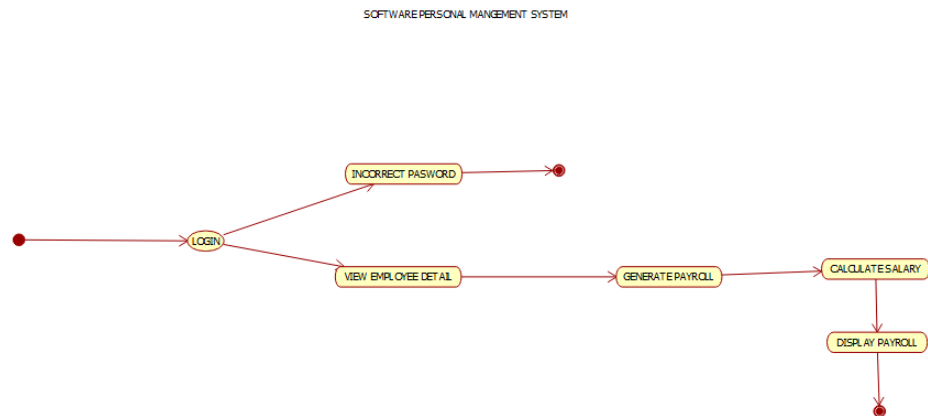 SOFTWARE PERSONAL MANGEMENT SYSTEM
INCORRECT PASWORD
LOGIN
VIEW EMPLOYEE DETAIL
GENERATE PAYROLL
CALCULATE SALARY
DISPLAY PAYROLL